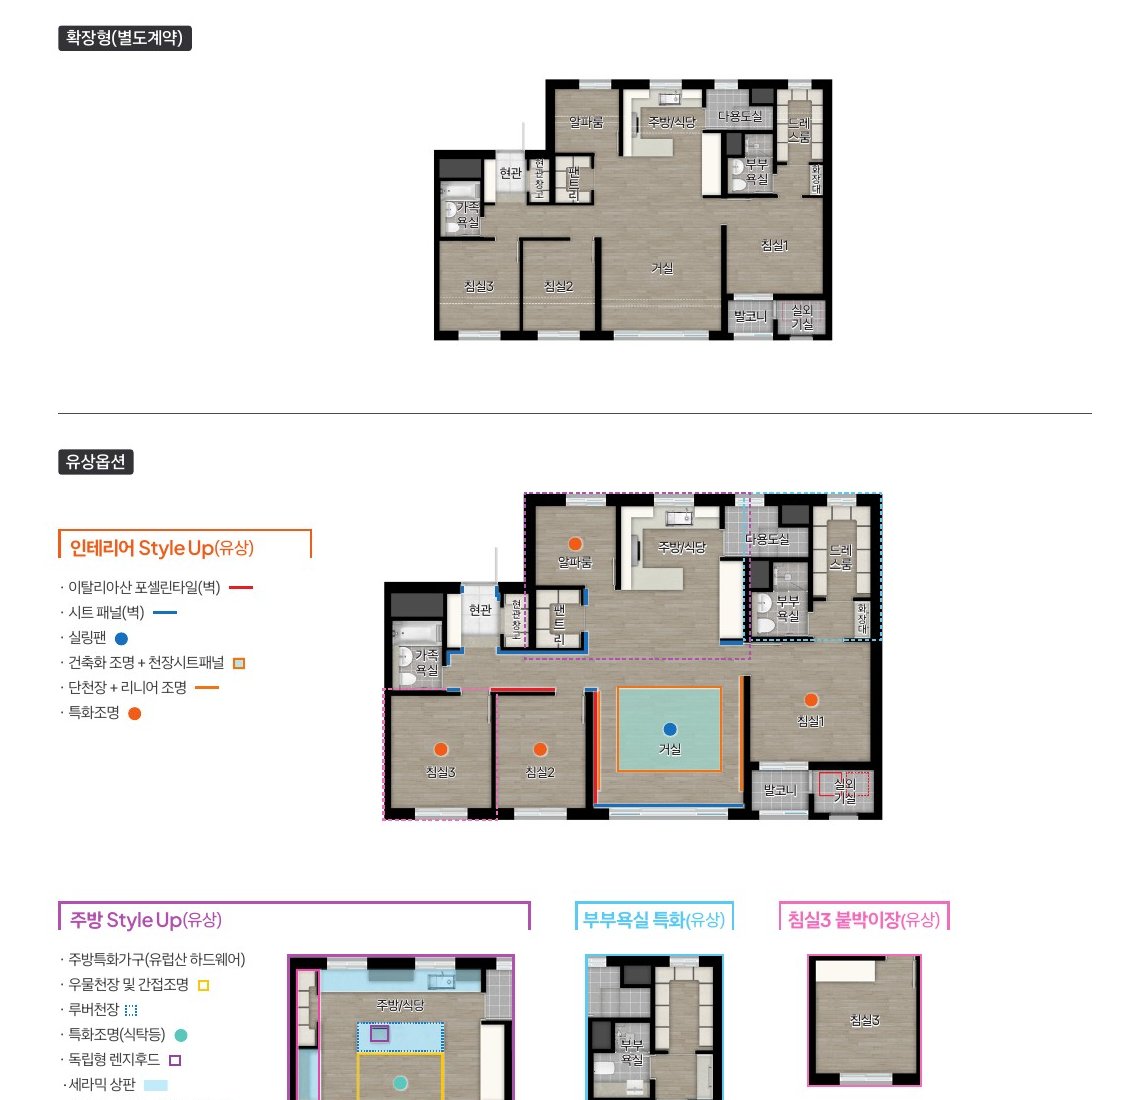 확장형(별도계약)
알파룸
주방/식당
다용도실
드레
스룸
현관
현관창고
팬트리
부부
욕실
화장대
가족
욕실
침실1
거실
침실3
침실2
발코니
실외
기실
유상옵션
인테리어 Style Up(유상)
· 이탈리아산 포셀린타일(벽)
· 시트 패널(벽)
· 실링팬
· 건축화 조명 + 천장시트패널
· 단천장 + 리니어 조명
· 특화조명
알파룸
주방/식당
다용도실
드레
스룸
현관
현관창고
팬트리
부부
욕실
화장대
가족
욕실
침실1
거실
침실3
침실2
발코니
실외
기실
주방 Style Up(유상)
· 주방특화가구(유럽산 하드웨어)
· 우물천장 및 간접조명
· 루버천장
· 특화조명(식탁등)
· 독립형 렌지후드
· 세라믹 상판
주방/식당
부부욕실 특화(유상)
부부
욕실
침실3 붙박이장(유상)
침실3